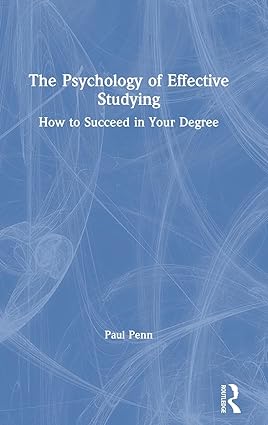 The Psychology of Effective
Studying
How to Succeed in Your Degree
Paul Penn
ROUTLEDGE